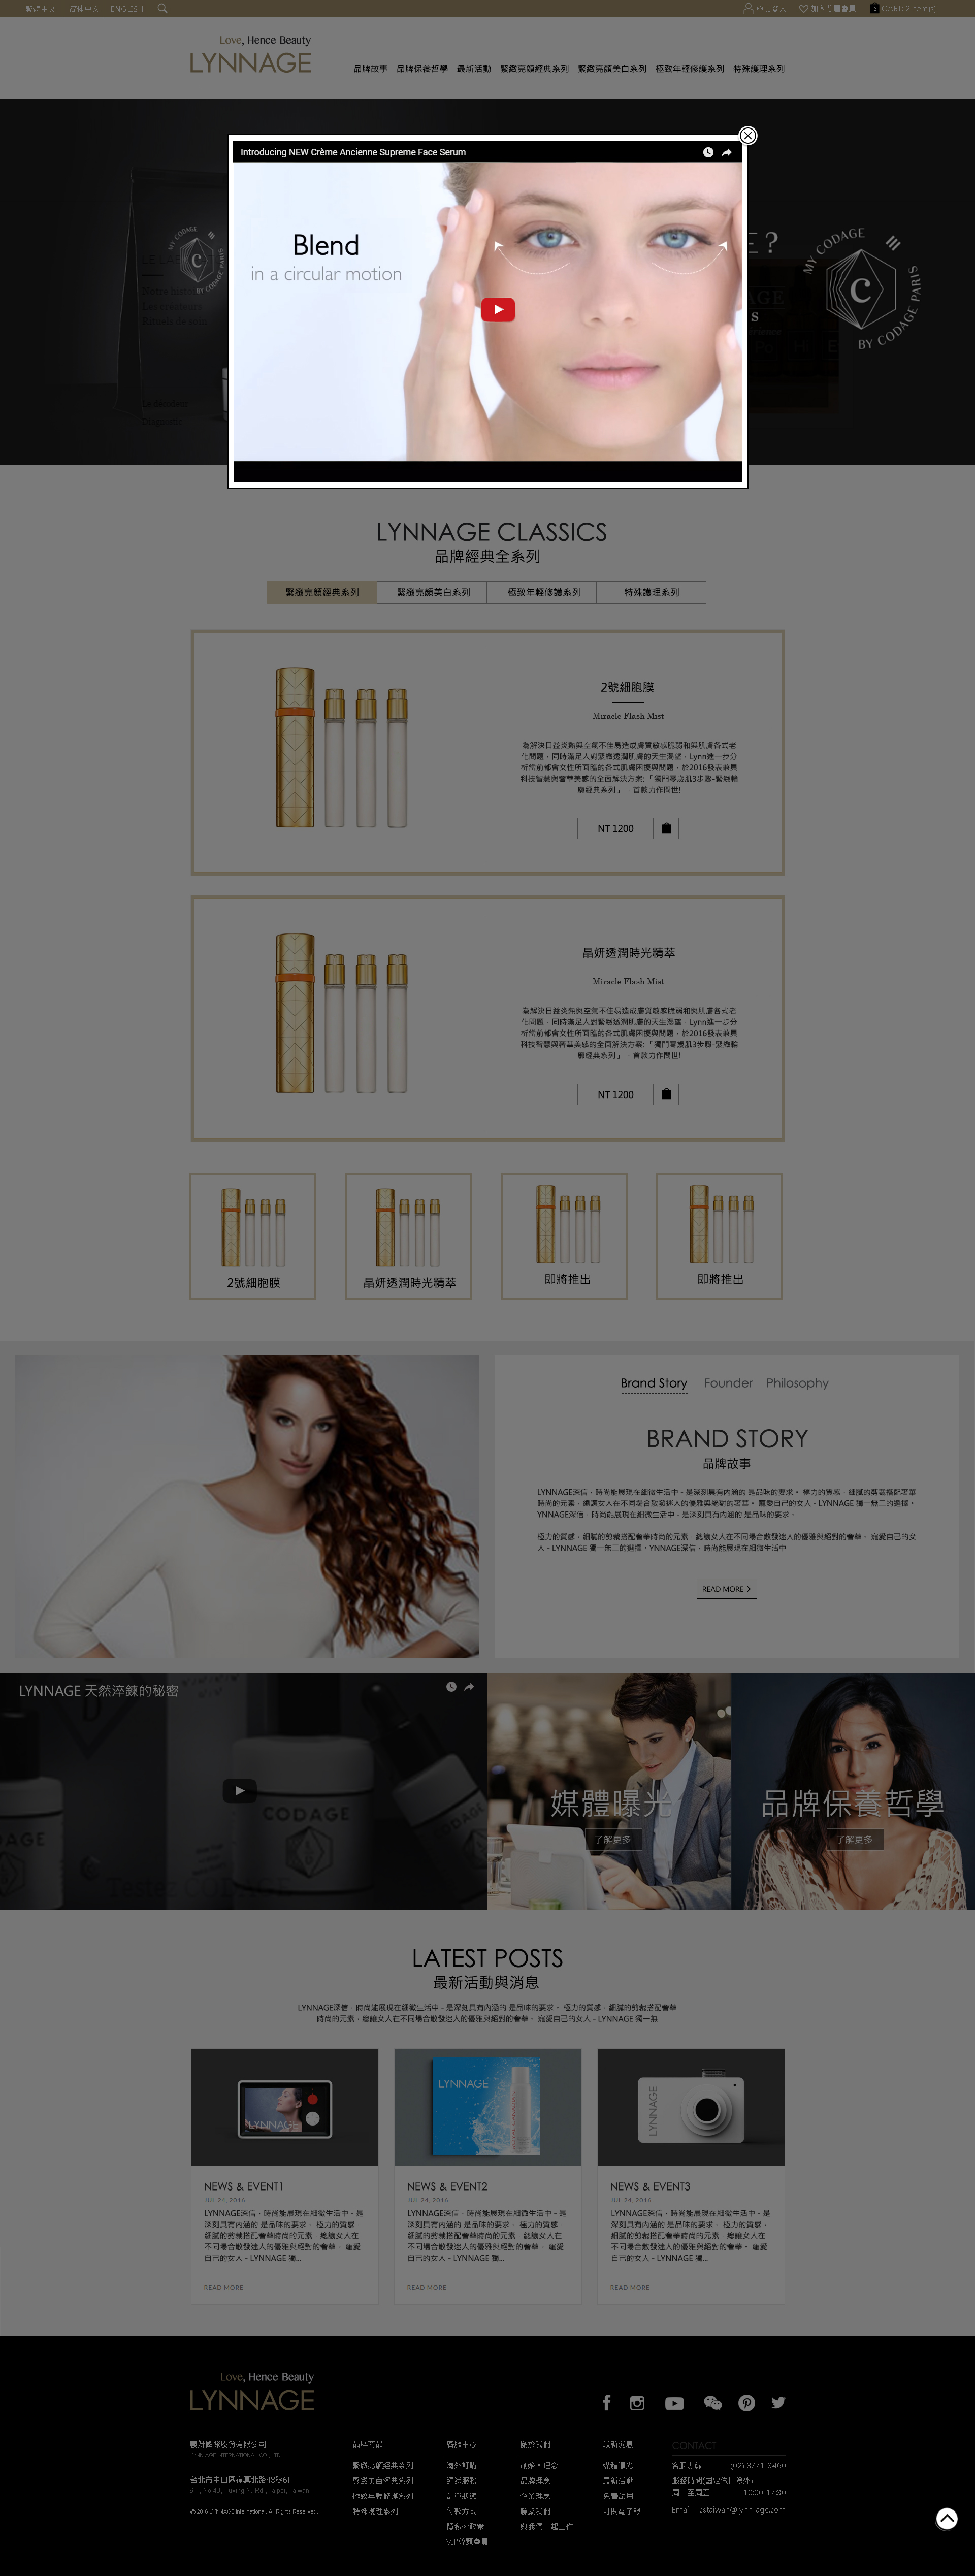 繁體中文
简体中文
ENGLISH
會員登入
加入尊寵會員
CART: 2 item(s)
Love, Hence Beauty
LYNNAGE
品牌故事 品牌保養哲學 最新活動 緊緻亮顏經典系列 緊緻亮顏美白系列 極致年輕修護系列 特殊護理系列
Introducing NEW Crème Ancienne Supreme Face Serum
Blend
in a circular motion
MY CODAGE
C
BY CODAGE PARIS
MY CODAGE
C
BY CODAGE PARIS
LYNNAGE CLASSICS
品牌經典全系列
緊緻亮顏經典系列 緊緻亮顏美白系列 極致年輕修護系列 特殊護理系列
2號細胞膜
Miracle Flash Mist
為解決日益炎熱與空氣不佳易造成膚質敏感脆弱和與肌膚各式老
化問題，同時滿足人對緊緻透潤肌膚的天生渴望，Lynn進一步分
析當前都會女性所面臨的各式肌膚困擾與問題，於2016發表兼具
科技智慧與奢華美感的全面解決方案:「獨門零歲肌3步驟-緊緻輪
廓經典系列」，首款力作問世!
NT 1200
晶妍透潤時光精萃
Miracle Flash Mist
為解決日益炎熱與空氣不佳易造成膚質敏感脆弱和與肌膚各式老
化問題，同時滿足人對緊緻透潤肌膚的天生渴望，Lynn進一步分
析當前都會女性所面臨的各式肌膚困擾與問題，於2016發表兼具
科技智慧與奢華美感的全面解決方案:「獨門零歲肌3步驟-緊緻輪
廓經典系列」，首款力作問世!
NT 1200
2號細胞膜
晶妍透潤時光精萃
即將推出
即將推出
Brand Story Founder Philosophy
BRAND STORY
品牌故事
LYNNAGE深信，時尚能展現在細微生活中 - 是深刻具有內涵的 是品味的要求。 極力的質感，細膩的剪裁搭配奢華
時尚的元素，總讓女人在不同場合散發迷人的優雅與絕對的奢華。 寵愛自己的女人 - LYNNAGE 獨一無二的選擇。
YNNAGE深信，時尚能展現在細微生活中 - 是深刻具有內涵的 是品味的要求。
極力的質感，細膩的剪裁搭配奢華時尚的元素，總讓女人在不同場合散發迷人的優雅與絕對的奢華。 寵愛自己的女
人 - LYNNAGE 獨一無二的選擇。YNNAGE深信，時尚能展現在細微生活中
READ MORE
LYNNAGE 天然淬鍊的秘密
CODAGE
媒體曝光
了解更多
品牌保養哲學
了解更多
LATEST POSTS
最新活動與消息
LYNNAGE深信，時尚能展現在細微生活中 - 是深刻具有內涵的 是品味的要求。 極力的質感，細膩的剪裁搭配奢華
時尚的元素，總讓女人在不同場合散發迷人的優雅與絕對的奢華。 寵愛自己的女人 - LYNNAGE 獨一無
LYNNAGE
LYNNAGE
LYNNAGE
NEWS & EVENT1
JUL 24, 2016
LYNNAGE深信，時尚能展現在細微生活中 - 是
深刻具有內涵的 是品味的要求。 極力的質感，
細膩的剪裁搭配奢華時尚的元素，總讓女人在
不同場合散發迷人的優雅與絕對的奢華。 寵愛
自己的女人 - LYNNAGE 獨...
READ MORE
NEWS & EVENT2
JUL 24, 2016
LYNNAGE深信，時尚能展現在細微生活中 - 是
深刻具有內涵的 是品味的要求。 極力的質感，
細膩的剪裁搭配奢華時尚的元素，總讓女人在
不同場合散發迷人的優雅與絕對的奢華。 寵愛
自己的女人 - LYNNAGE 獨...
READ MORE
NEWS & EVENT3
JUL 24, 2016
LYNNAGE深信，時尚能展現在細微生活中 - 是
深刻具有內涵的 是品味的要求。 極力的質感，
細膩的剪裁搭配奢華時尚的元素，總讓女人在
不同場合散發迷人的優雅與絕對的奢華。 寵愛
自己的女人 - LYNNAGE 獨...
READ MORE
Love, Hence Beauty
LYNNAGE
LYNN AGE INTERNATIONAL CO., LTD.
台北市中山區復興北路48號6F
6F., No.48, Fuxing N. Rd., Taipei, Taiwan
© 2016 LYNNAGE International. All Rights Reserved.
品牌商品
緊緻亮顏經典系列
緊緻美白經典系列
極致年輕修護系列
特殊護理系列
客服中心
海外訂購
運送服務
訂單狀態
付款方式
隱私權政策
VIP尊寵會員
關於我們
創始人理念
品牌理念
企業理念
聯繫我們
與我們一起工作
最新消息
媒體曝光
最新活動
免費試用
訂閱電子報
CONTACT
客服專線 (02) 8771-3460
服務時間(國定假日除外)
周一至周五 10:00-17:30
Email cstaiwan@lynn-age.com